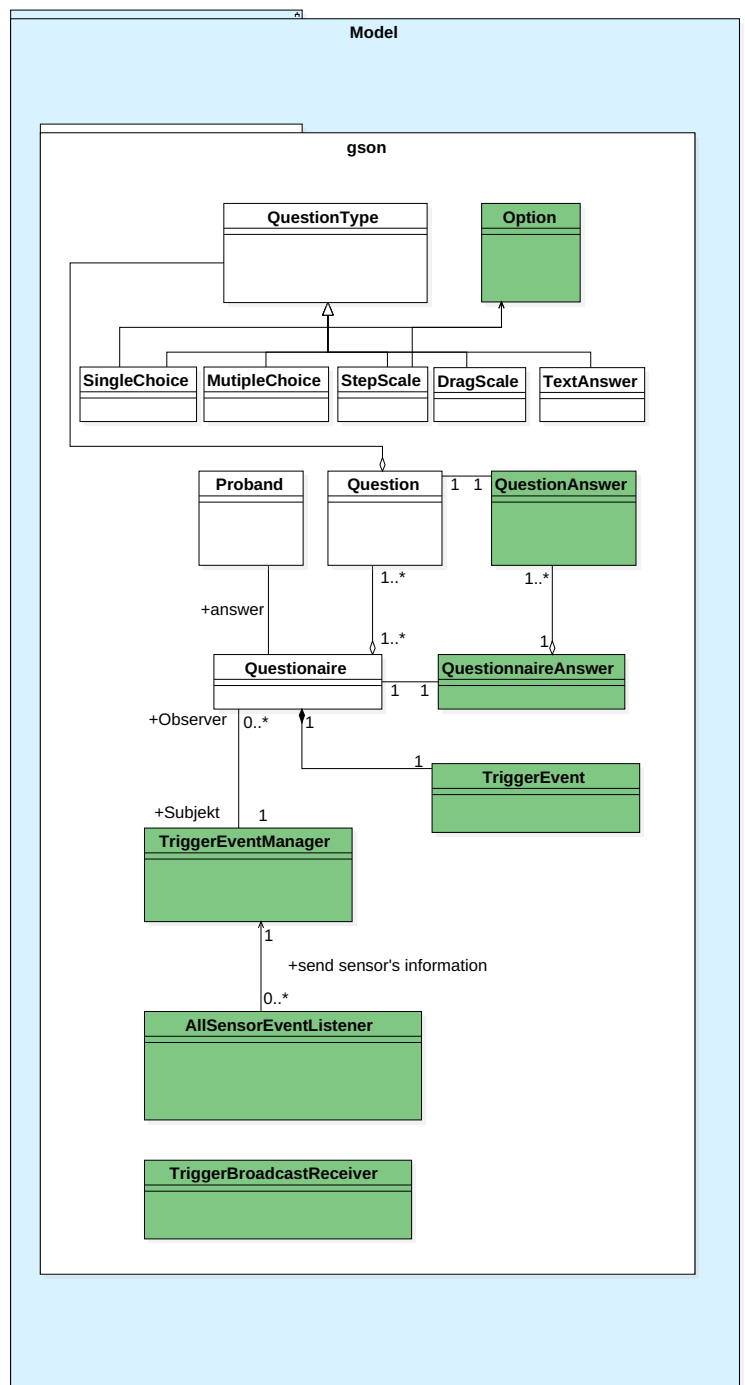 Model
gson
QuestionType
Option
SingleChoice
MutipleChoice
StepScale
DragScale
TextAnswer
Proband
Question
1 1
QuestionAnswer
1..*
1..*
+answer
1..*
1
Questionaire
QuestionnaireAnswer
1 1
+Observer
0..*
1
1
TriggerEvent
+Subjekt
1
TriggerEventManager
1
+send sensor's information
0..*
AllSensorEventListener
TriggerBroadcastReceiver